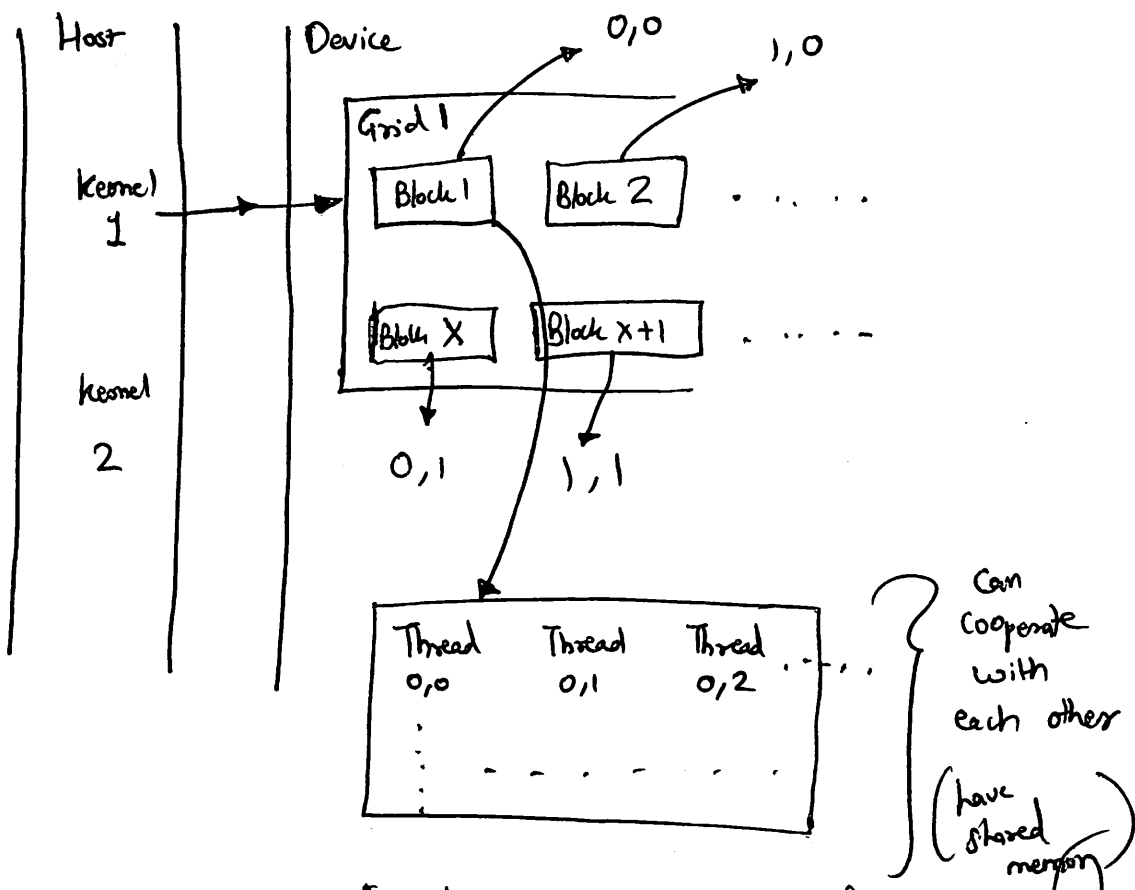 Host
Device
0,0
1,0
Grid 1
Kernel
1
Block 1
Block 2
Block X
Block X+1
Kernel
2
0,1
1,1
Thread
0,0
Thread
0,1
Thread
0,2
Can
cooperate
with
each other
(have
shared
memory)